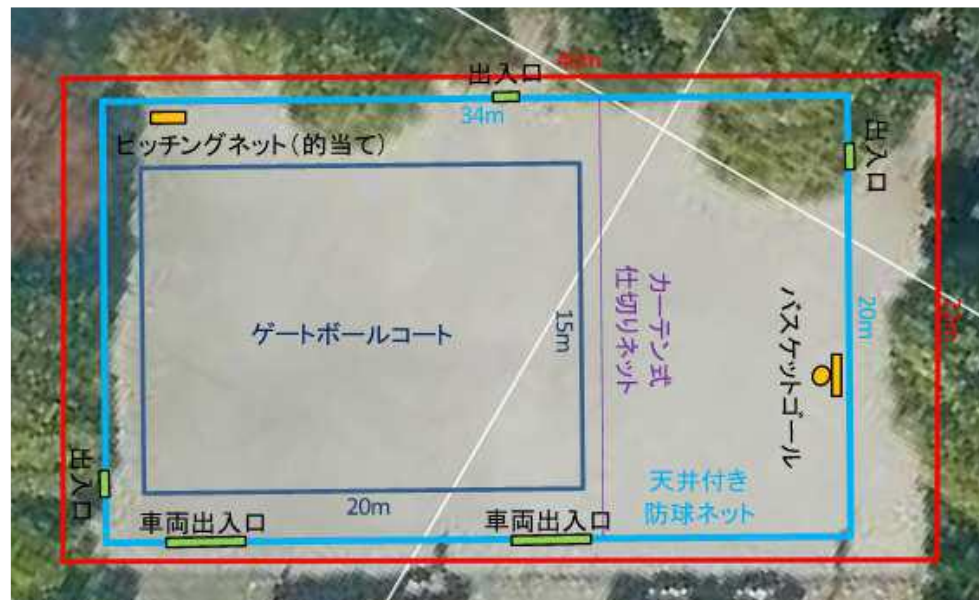 出入口
34m
ピッチングネット(的当て)
出入口
ゲートボールコート
15m
カーテン式
仕切りネット
バスケットゴール
20m
出入口
20m
天井付き
防球ネット
車両出入口
車両出入口